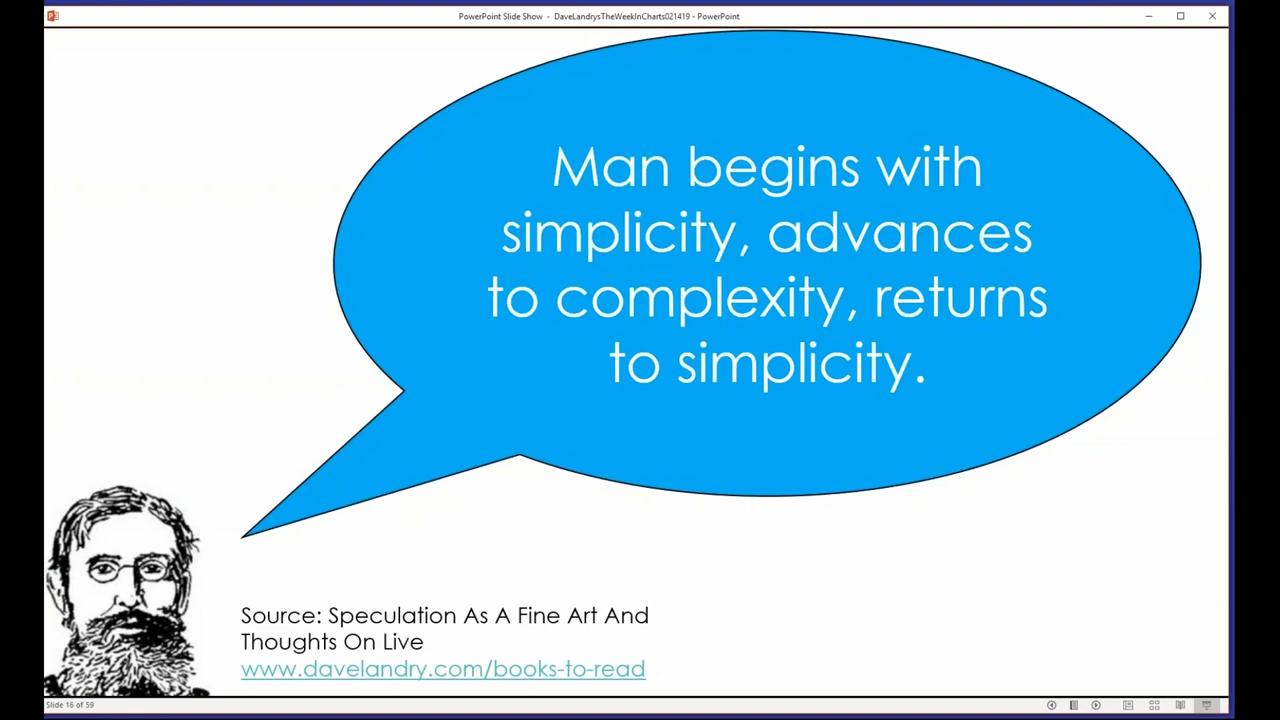 PowerPoint Slide Show - DaveLandrysTheWeekInCharts021419 - PowerPoint
Man begins with
simplicity, advances
to complexity, returns
to simplicity.
Source: Speculation As A Fine Art And
Thoughts On Live
www.davelandry.com/books-to-read
Slide 16 of 59